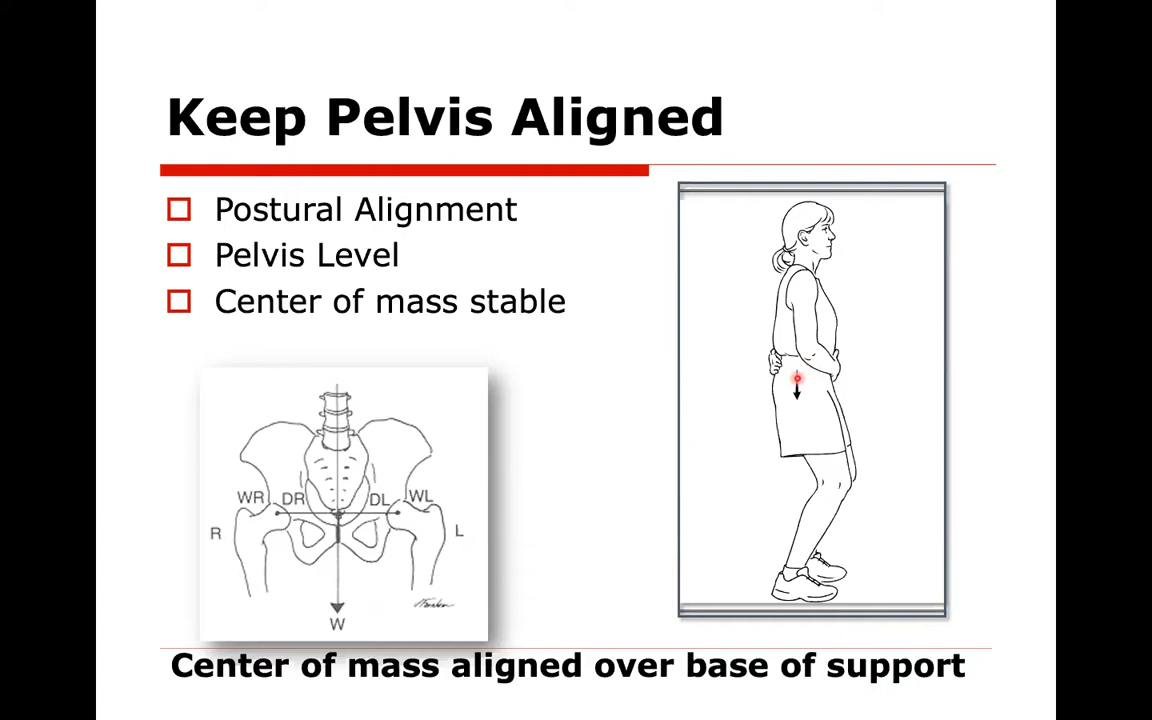 Keep Pelvis Aligned
Postural Alignment
Pelvis Level
Center of mass stable
WR DR DL WL
R L
W
Center of mass aligned over base of support